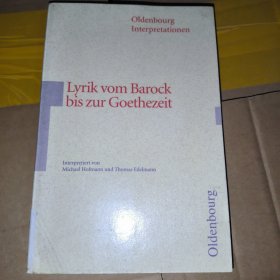 Oldenbourg
Interpretationen
Lyrik vom Barock
bis zur Goethezeit
Interpretiert von
Michael Hofmann und Thomas Edelmann
Oldenbourg